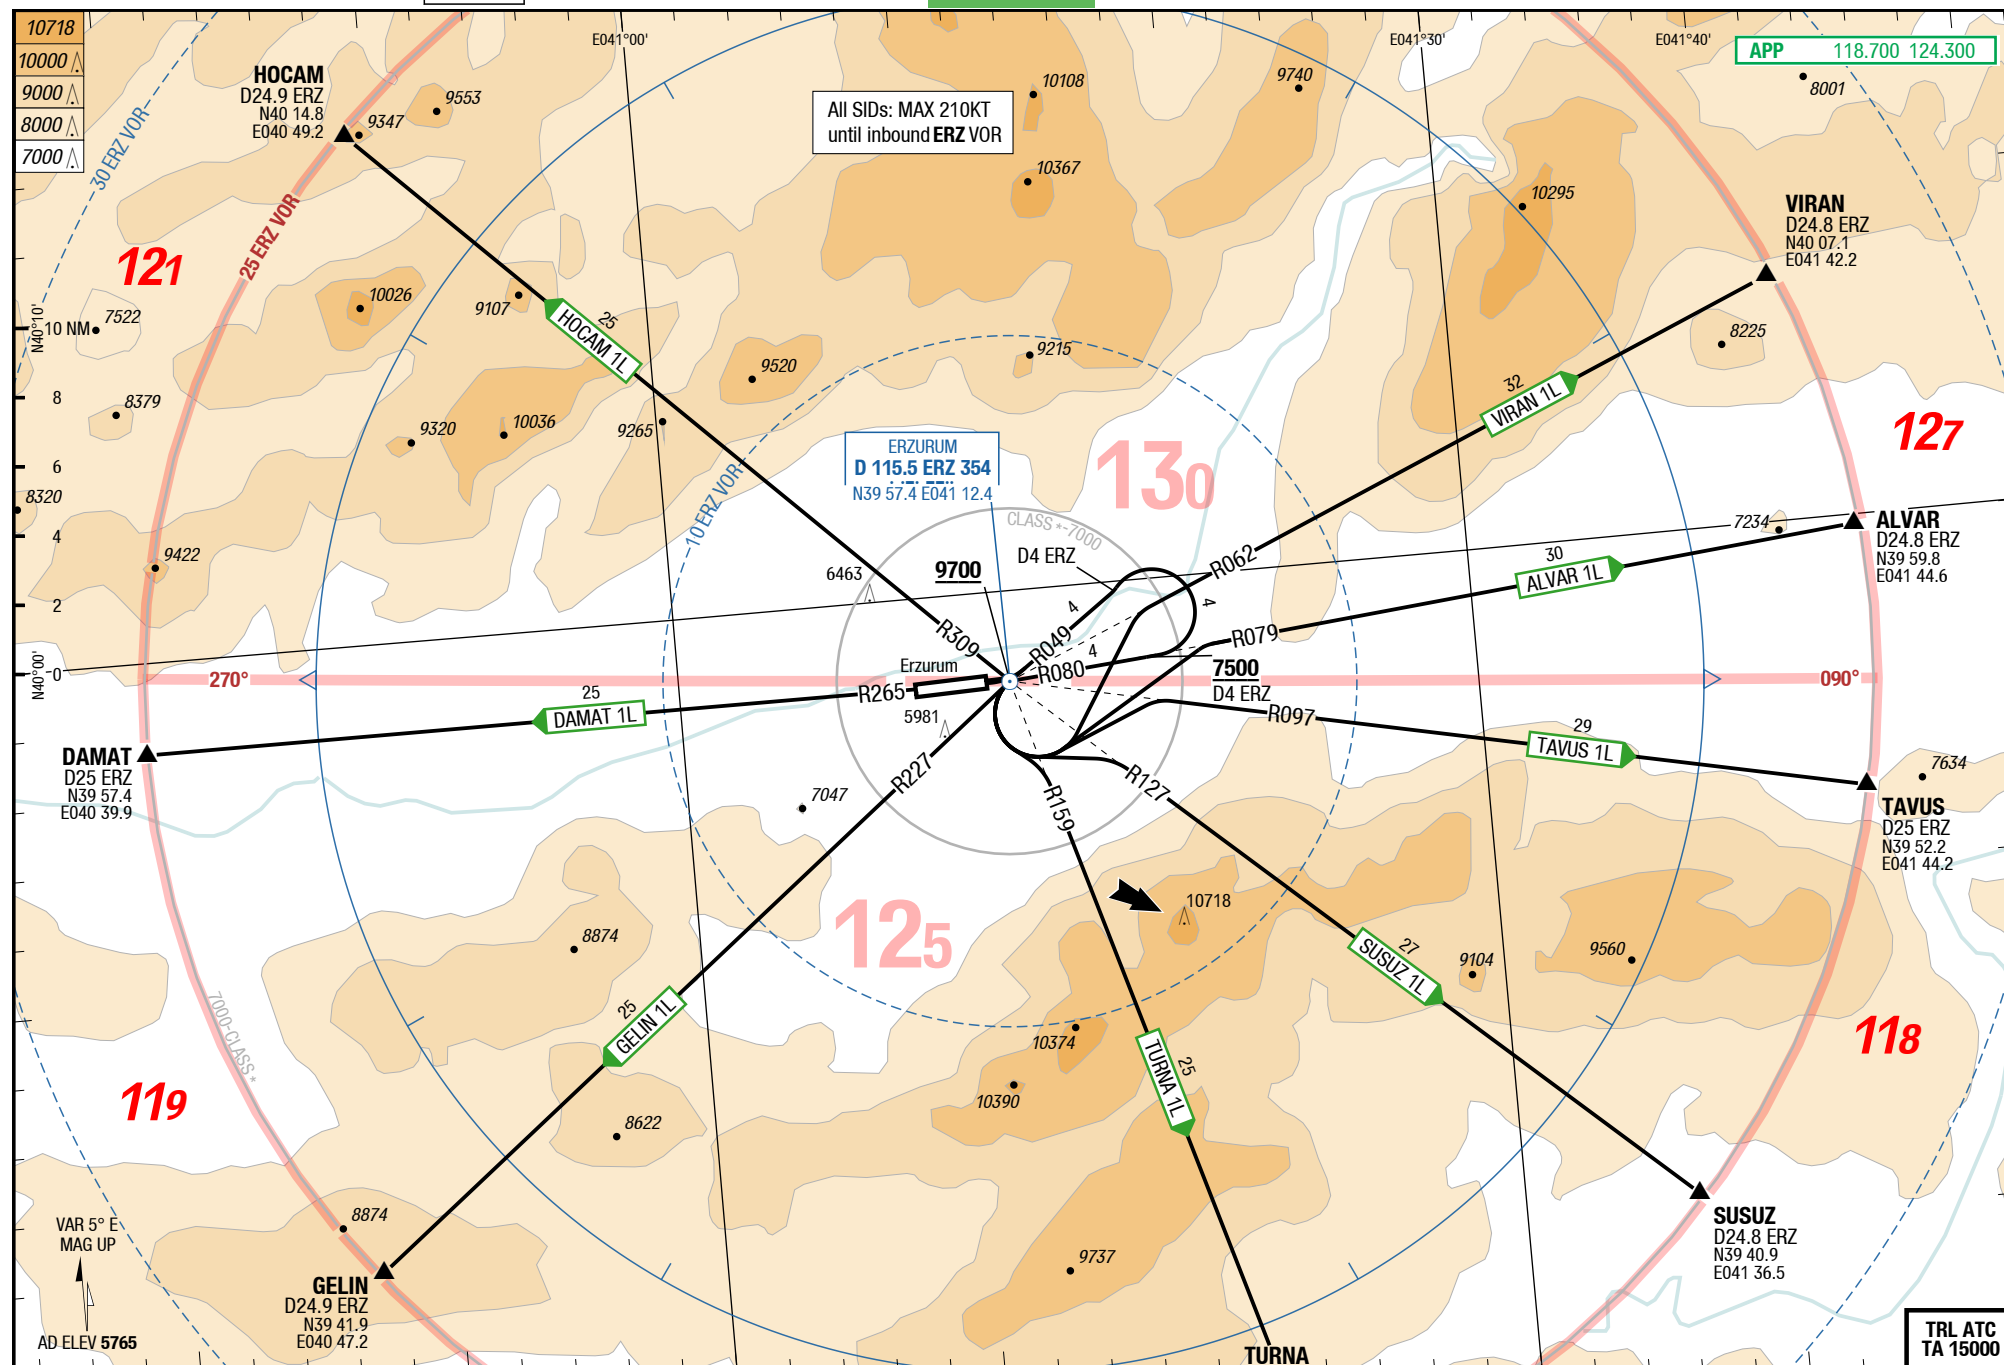 10718
10000
9000
8000
7000
E041°00'
E041°30'
E041°40'
APP 118.700 124.300
8001
HOCAM
D24.9 ERZ
N40 14.8
E040 49.2
9347
9553
All SIDs: MAX 210KT
until inbound ERZ VOR
10108
9740
10367
10295
30 ERZ VOR
25 ERZ VOR
VIRAN
D24.8 ERZ
N40 07.1
E041 42.2
121
10026
9107
7522
N40°10'
10 NM
25
HOCAM 1L
9520
9215
8225
8
8379
9320
10036
9265
32
VIRAN 1L
127
6
8320
4
2
0
N40°00'
ERZURUM
D 115.5 ERZ 354
N39 57.4 E041 12.4
130
10 ERZ VOR
CLASS *-7000
9422
6463
9700
D4 ERZ
R062
7234
ALVAR
D24.8 ERZ
N39 59.8
E041 44.6
30
ALVAR 1L
4
4
4
R309
R049
R079
R080
270°
Erzurum
R265
7500
D4 ERZ
090°
25
DAMAT 1L
5981
R097
29
TAVUS 1L
DAMAT
D25 ERZ
N39 57.4
E040 39.9
R227
R127
R159
7047
7634
TAVUS
D25 ERZ
N39 52.2
E041 44.2
10718
125
8874
27
SUSUZ 1L
9104
9560
7000-CLASS *
25
GELIN 1L
10374
25
TURNA 1L
118
119
10390
8622
8874
9737
SUSUZ
D24.8 ERZ
N39 40.9
E041 36.5
VAR 5° E
MAG UP
AD ELEV 5765
GELIN
D24.9 ERZ
N39 41.9
E040 47.2
TURNA
TRL ATC
TA 15000